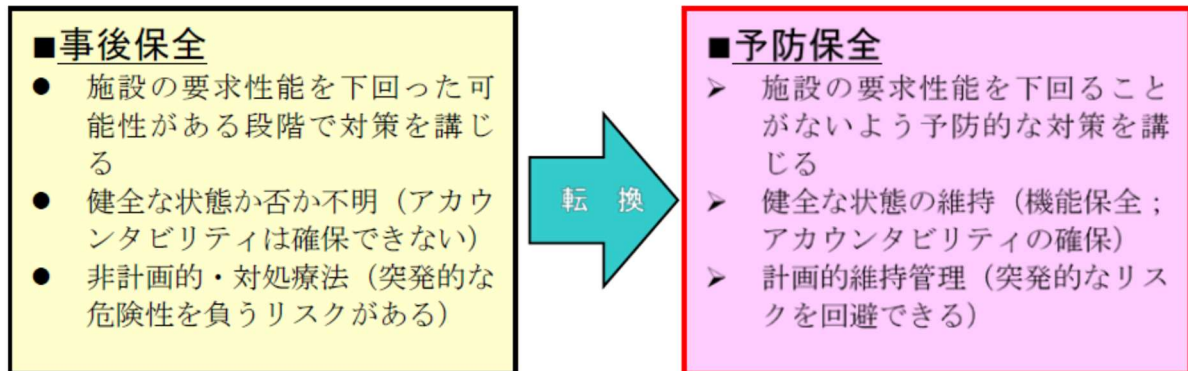 ■事後保全
● 施設の要求性能を下回った可
能性がある段階で対策を講じ
る
● 健全な状態か否か不明（アカウ
ンタビリティは確保できない）
● 非計画的・対処療法（突発的な
危険性を負うリスクがある）
転 換
■予防保全
➢ 施設の要求性能を下回ること
がないよう予防的な対策を講
じる
➢ 健全な状態の維持（機能保全；
アカウンタビリティの確保）
➢ 計画的維持管理（突発的なリス
クを回避できる）